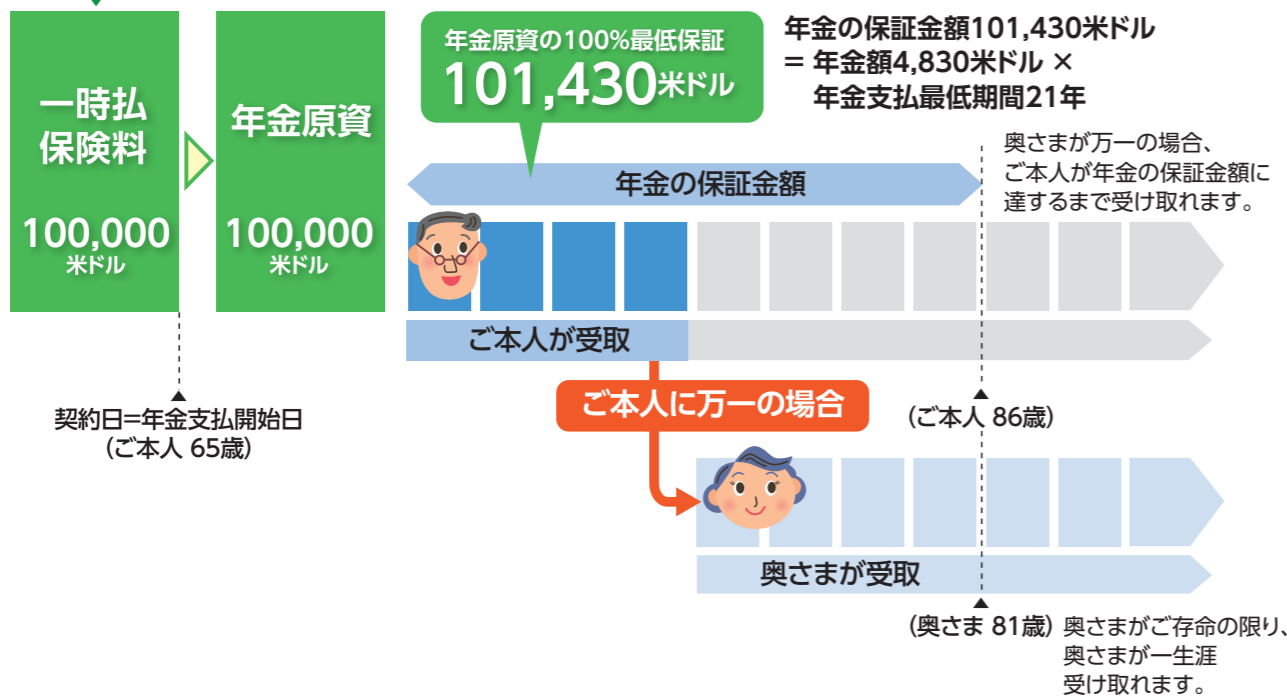 一時払
保険料
100,000
米ドル
年金原資
100,000
米ドル
年金原資の100%最低保証
101,430米ドル
年金の保証金額101,430米ドル
= 年金額4,830米ドル ×
年金支払最低期間21年
奥さまが万一の場合、
ご本人が年金の保証金額に
達するまで受け取れます。
年金の保証金額
ご本人が受取
契約日=年金支払開始日
(ご本人 65歳)
ご本人に万一の場合
(ご本人 86歳)
奥さまが受取
(奥さま 81歳)
奥さまがご存命の限り、
奥さまが一生涯
受け取れます。